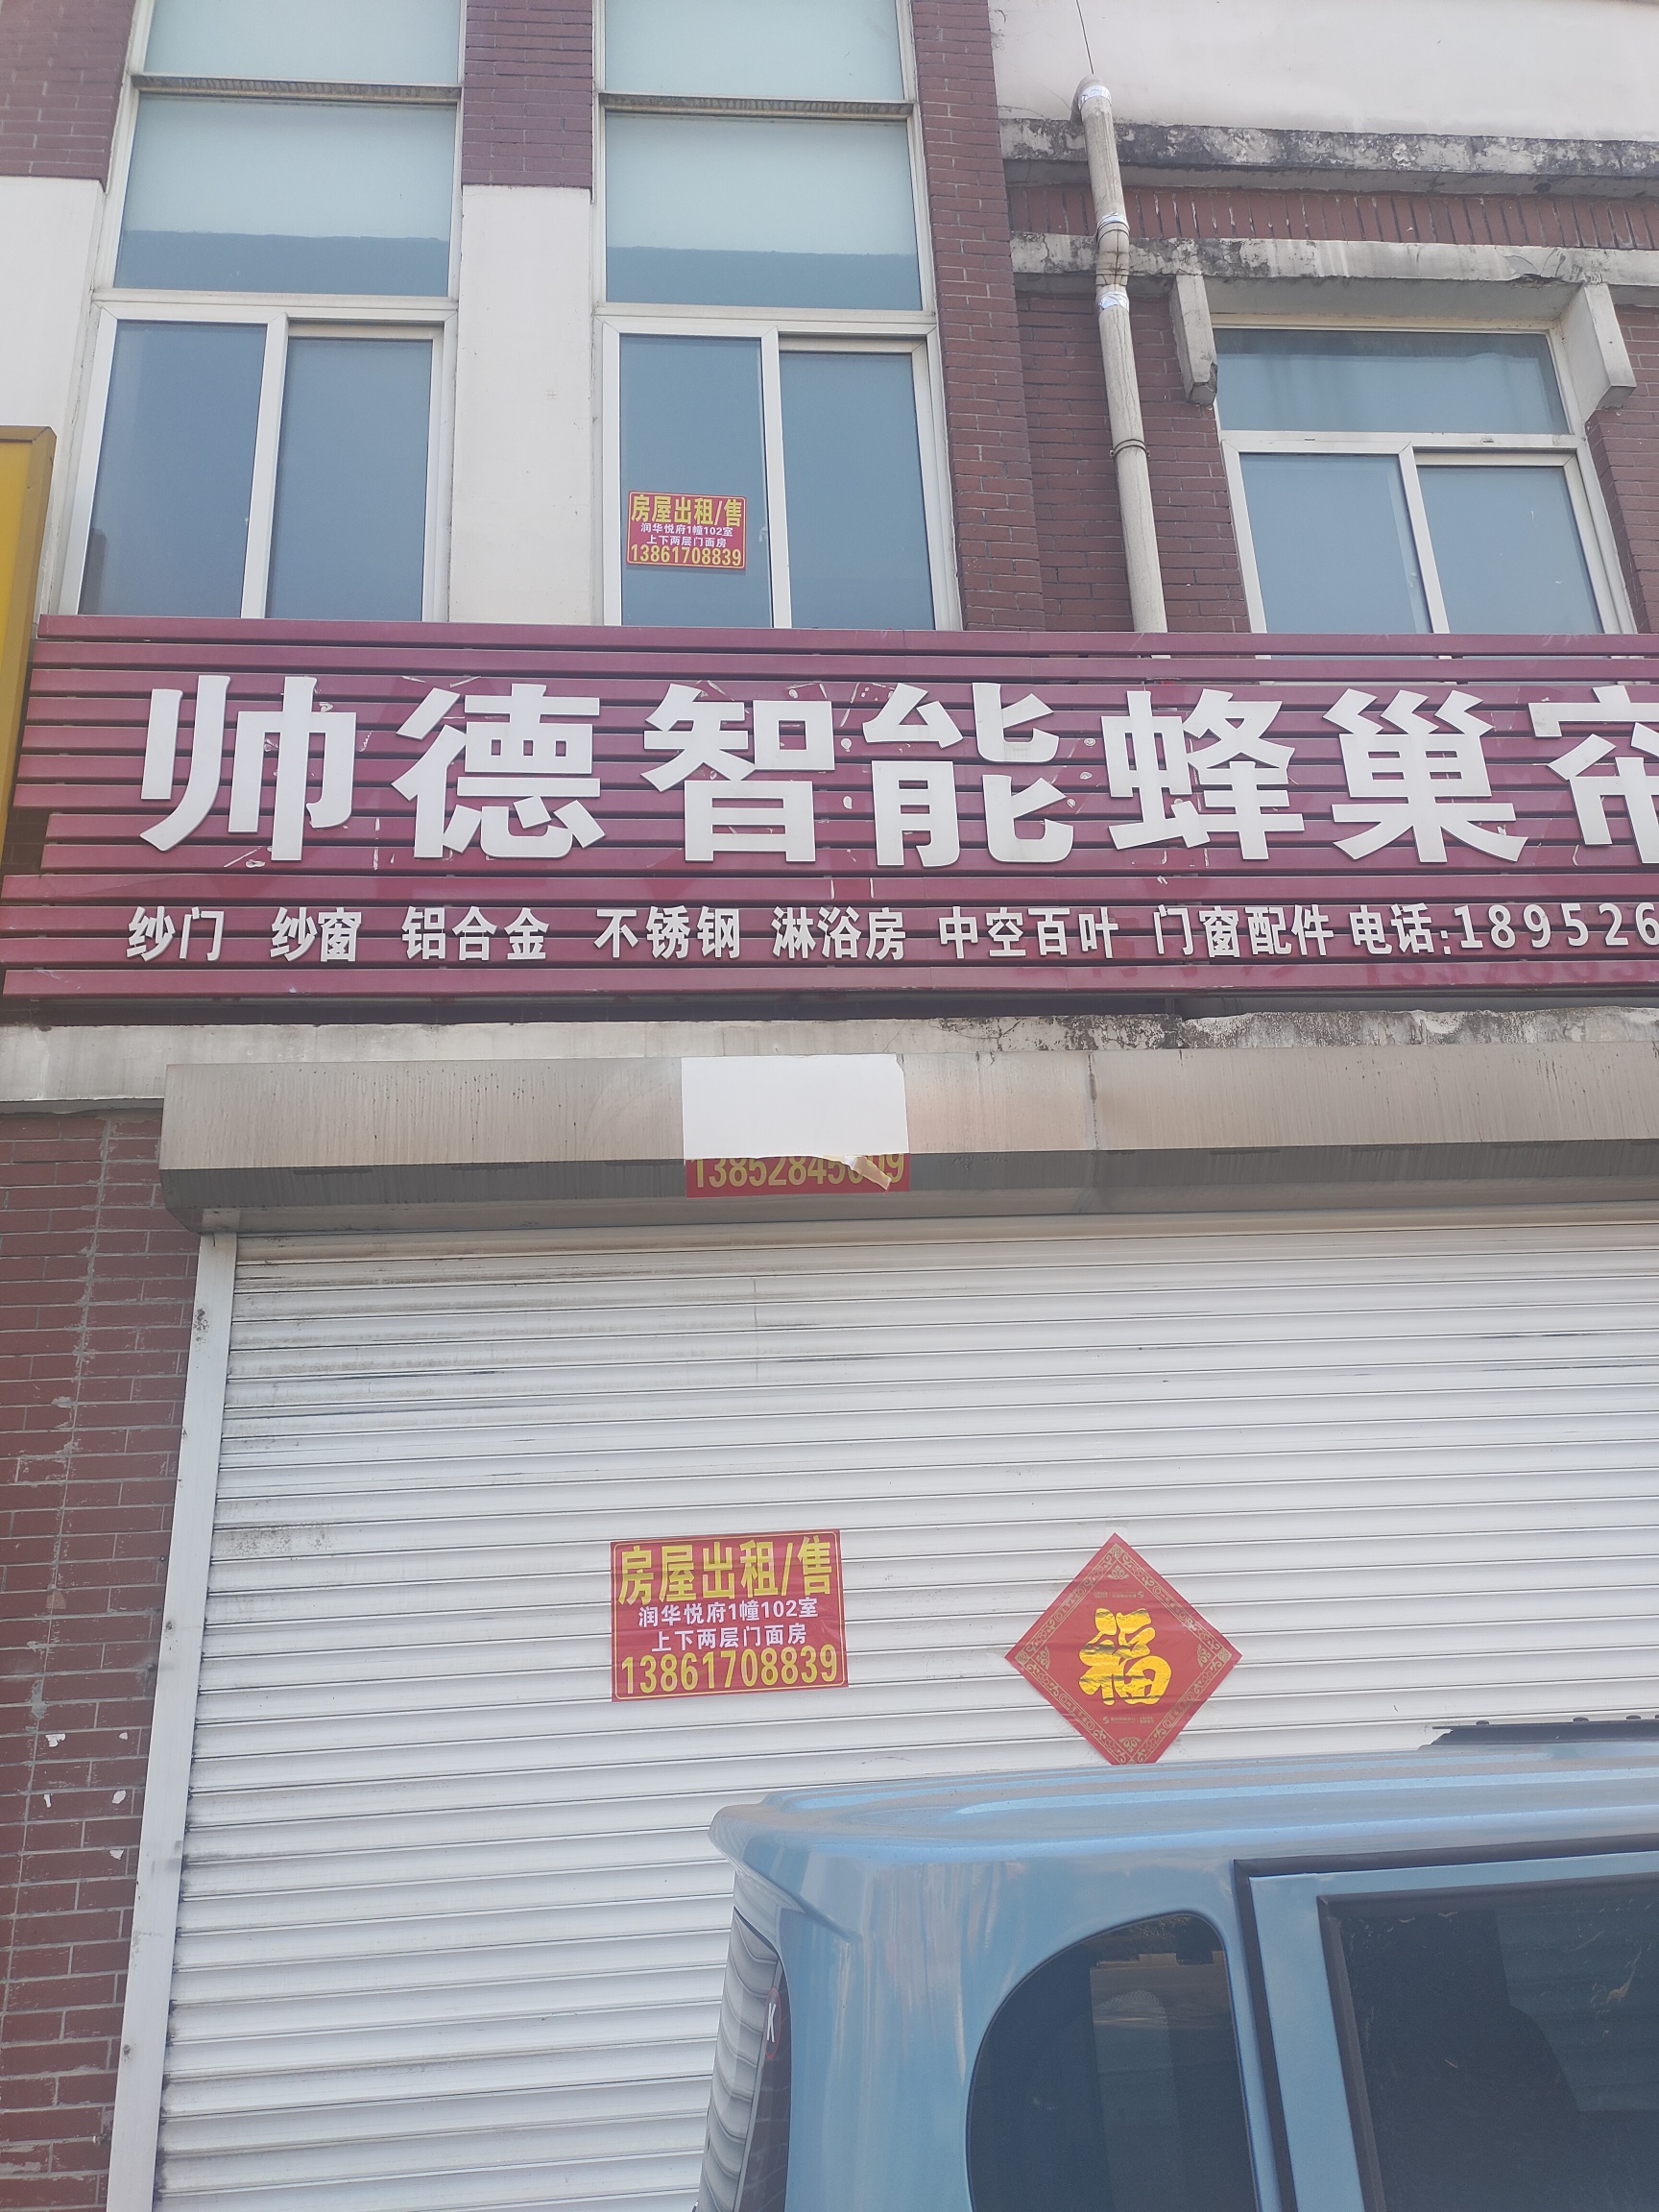 房屋出租/售
润华悦府1幢102室
上下两层门面房
13861708839
帅德智能蜂巢帘
纱门 纱窗 铝合金 不锈钢 淋浴房 中空百叶 门窗配件 电话:189526
房屋出租/售
润华悦府1幢102室
上下两层门面房
13861708839
福
K